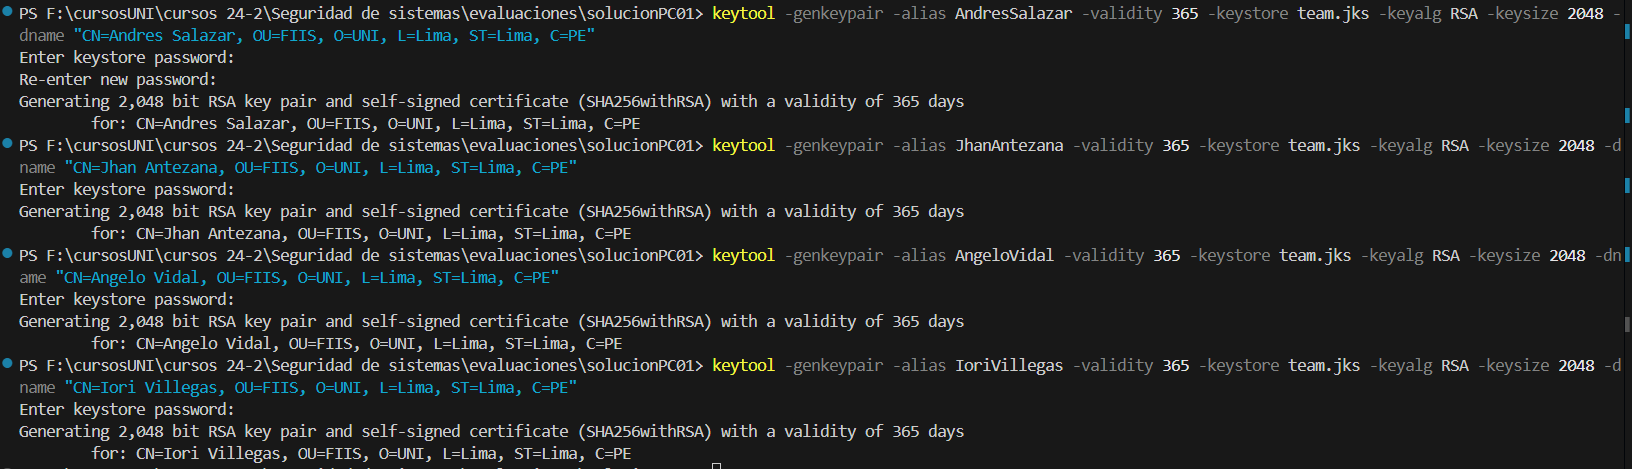 PS F:\cursosUNI\cursos 24-2\Seguridad de sistemas\evaluaciones\solucionPC01> keytool -genkeypair -alias AndresSalazar -validity 365 -keystore team.jks -keyalg RSA -keysize 2048 -
dname "CN=Andres Salazar, OU=FIIS, O=UNI, L=Lima, ST=Lima, C=PE"
Enter keystore password:
Re-enter new password:
Generating 2,048 bit RSA key pair and self-signed certificate (SHA256withRSA) with a validity of 365 days
for: CN=Andres Salazar, OU=FIIS, O=UNI, L=Lima, ST=Lima, C=PE
PS F:\cursosUNI\cursos 24-2\Seguridad de sistemas\evaluaciones\solucionPC01> keytool -genkeypair -alias JhanAntezana -validity 365 -keystore team.jks -keyalg RSA -keysize 2048 -d
name "CN=Jhan Antezana, OU=FIIS, O=UNI, L=Lima, ST=Lima, C=PE"
Enter keystore password:
Generating 2,048 bit RSA key pair and self-signed certificate (SHA256withRSA) with a validity of 365 days
for: CN=Jhan Antezana, OU=FIIS, O=UNI, L=Lima, ST=Lima, C=PE
PS F:\cursosUNI\cursos 24-2\Seguridad de sistemas\evaluaciones\solucionPC01> keytool -genkeypair -alias AngeloVidal -validity 365 -keystore team.jks -keyalg RSA -keysize 2048 -dn
ame "CN=Angelo Vidal, OU=FIIS, O=UNI, L=Lima, ST=Lima, C=PE"
Enter keystore password:
Generating 2,048 bit RSA key pair and self-signed certificate (SHA256withRSA) with a validity of 365 days
for: CN=Angelo Vidal, OU=FIIS, O=UNI, L=Lima, ST=Lima, C=PE
PS F:\cursosUNI\cursos 24-2\Seguridad de sistemas\evaluaciones\solucionPC01> keytool -genkeypair -alias IoriVillegas -validity 365 -keystore team.jks -keyalg RSA -keysize 2048 -d
name "CN=Iori Villegas, OU=FIIS, O=UNI, L=Lima, ST=Lima, C=PE"
Enter keystore password:
Generating 2,048 bit RSA key pair and self-signed certificate (SHA256withRSA) with a validity of 365 days
for: CN=Iori Villegas, OU=FIIS, O=UNI, L=Lima, ST=Lima, C=PE